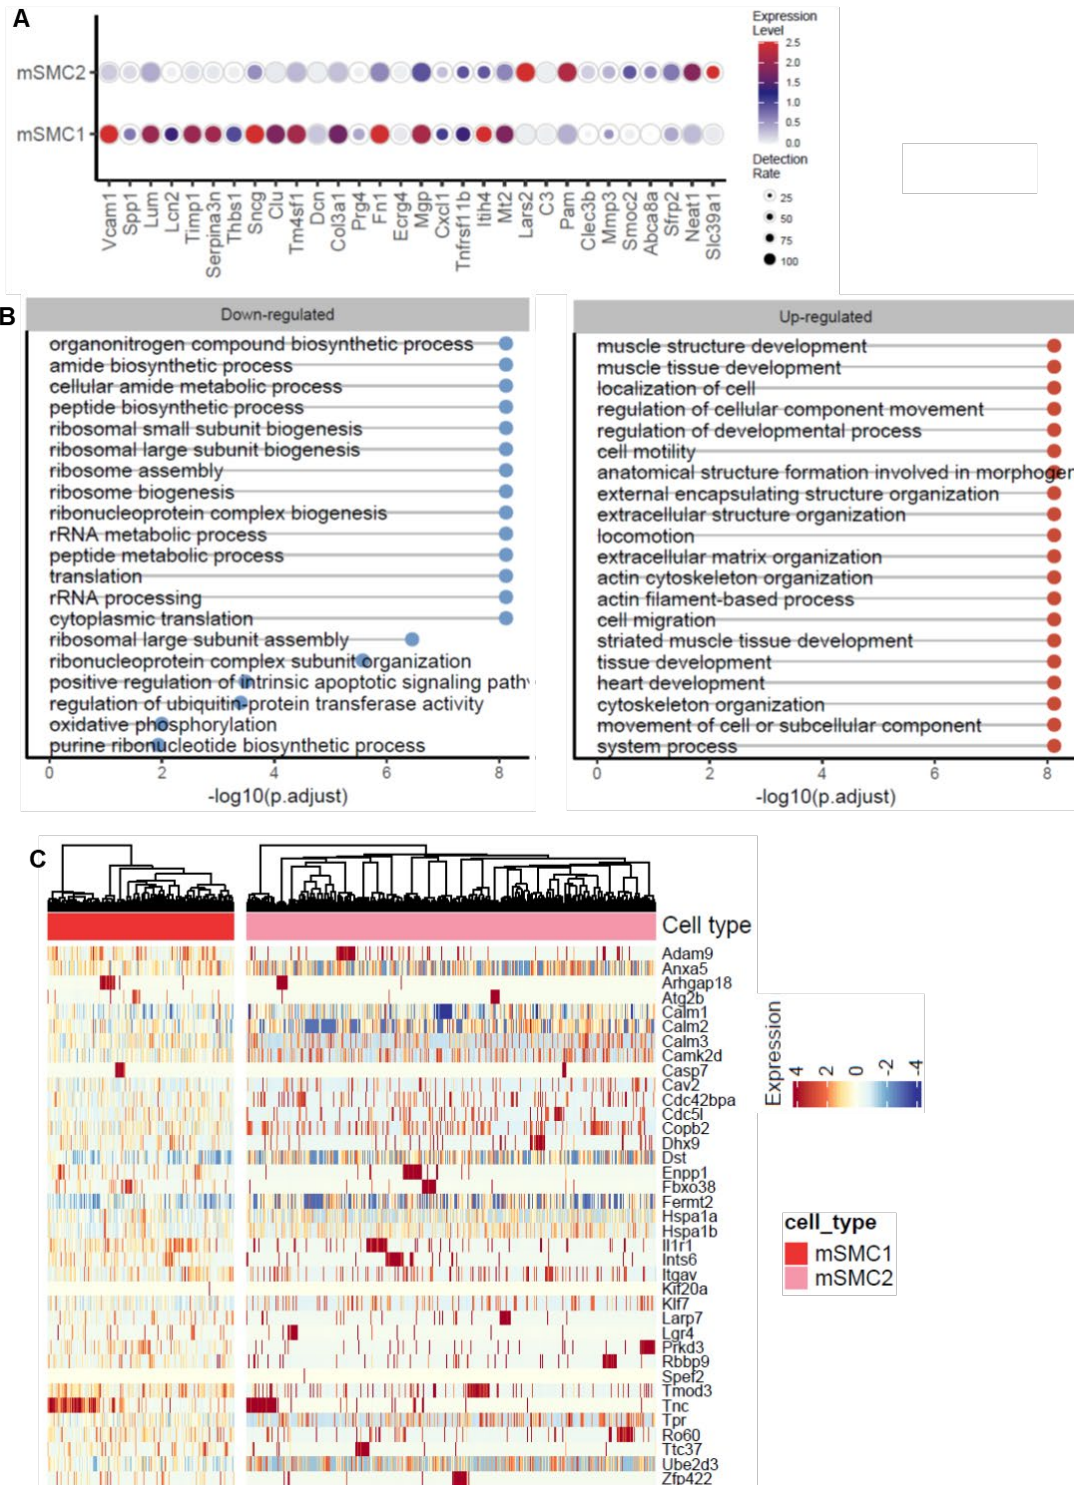 A
Expression
Level
2.5
2.0
1.5
1.0
0.5
0.0
Detection
Rate
25
50
75
100
mSMC2
mSMC1
Vcam1
Spp1
Lum
Lcn2
Timp1
Serpina3n
Thbs1
Sncg
Clu
Tm4sf1
Dcn
Col3a1
Prg4
Fn1
Ecrg4
Mgp
Cxcl1
Tnfrsf11b
Itih4
Mt2
Lars2
C3
Pam
Clec3b
Mmp3
Smoc2
Abca8a
Sfrp2
Neat1
Slc39a1
B
Down-regulated
organonitrogen compound biosynthetic process
amide biosynthetic process
cellular amide metabolic process
peptide biosynthetic process
ribosomal small subunit biogenesis
ribosomal large subunit biogenesis
ribosome assembly
ribosome biogenesis
ribonucleoprotein complex biogenesis
rRNA metabolic process
peptide metabolic process
translation
rRNA processing
cytoplasmic translation
ribosomal large subunit assembly
ribonucleoprotein complex subunit organization
positive regulation of intrinsic apoptotic signaling pathv
regulation of ubiquitin-protein transferase activity
oxidative phosphorylation
purine ribonucleotide biosynthetic process
0 2 4 6 8
-log10(p.adjust)
Up-regulated
muscle structure development
muscle tissue development
localization of cell
regulation of cellular component movement
regulation of developmental process
cell motility
anatomical structure formation involved in morphogen
external encapsulating structure organization
extracellular structure organization
locomotion
extracellular matrix organization
actin cytoskeleton organization
actin filament-based process
cell migration
striated muscle tissue development
tissue development
heart development
cytoskeleton organization
movement of cell or subcellular component
system process
0 2 4 6 8
-log10(p.adjust)
C
Cell type
Adam9
Anxa5
Arhgap18
Atg2b
Calm1
Calm2
Calm3
Camk2d
Casp7
Cav2
Cdc42bpa
Cdc5l
Copb2
Dhx9
Dst
Enpp1
Fbxo38
Fermt2
Hspa1a
Hspa1b
Il1r1
Ints6
Itgav
Kif20a
Klf7
Larp7
Lgr4
Prkd3
Rbbp9
Spef2
Tmod3
Tnc
Tpr
Ro60
Ttc37
Ube2d3
Zfp422
Expression
4 2 0 -2 -4
cell_type
mSMC1
mSMC2